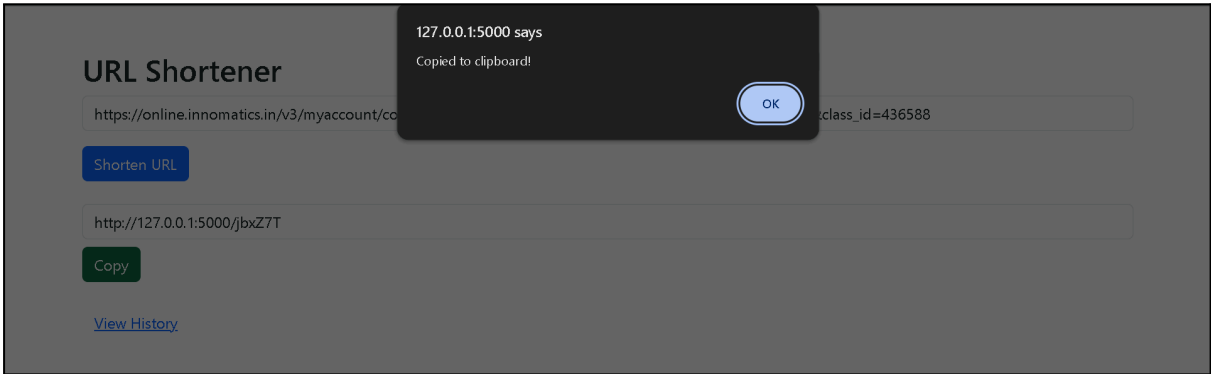 127.0.0.1:5000 says
Copied to clipboard!
OK
URL Shortener
https://online.innomatics.in/v3/myaccount/co class_id=436588
Shorten URL
http://127.0.0.1:5000/jbxZ7T
Copy
View History